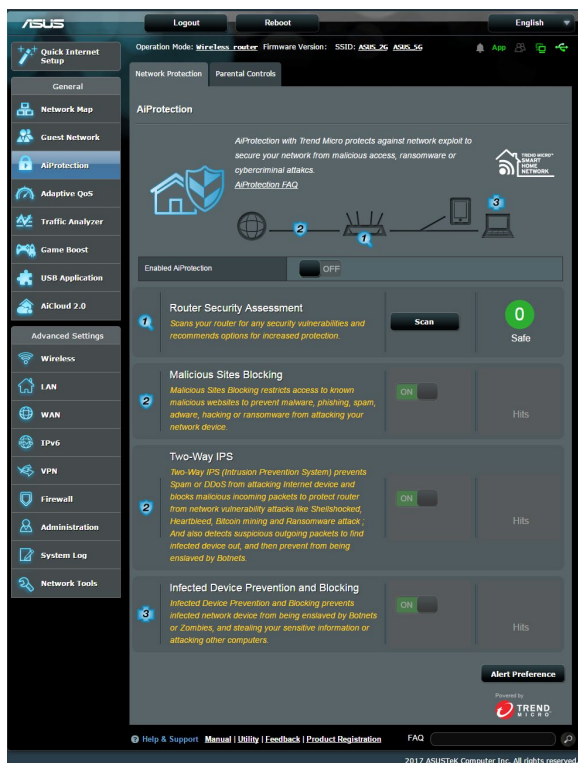 ASUS
Logout
Reboot
English
Quick Internet
Setup
Operation Mode: Wireless router Firmware Version: SSID: ASUS_2G ASUS_5G
App
General
Network Map
Guest Network
AiProtection
Adaptive QoS
Traffic Analyzer
Game Boost
USB Application
AiCloud 2.0
Advanced Settings
Wireless
LAN
WAN
IPv6
VPN
Firewall
Administration
System Log
Network Tools
Network Protection
Parental Controls
AiProtection
AiProtection with Trend Micro protects against network exploit to
secure your network from malicious access, ransomware or
cybercriminal attakcs.
AiProtection FAQ
TREND MICRO™
SMART
HOME
NETWORK
2
1
3
Enabled AiProtection
OFF
1
Router Security Assessment
Scans your router for any security vulnerabilities and
recommends options for increased protection.
Scan
0
Safe
2
Malicious Sites Blocking
Malicious Sites Blocking restricts access to known
malicious websites to prevent malware, phishing, spam,
adware, hacking or ransomware from attacking your
network device.
ON
Hits
2
Two-Way IPS
Two-Way IPS (Intrusion Prevention System) prevents
Spam or DDoS from attacking Internet device and
blocks malicious incoming packets to protect router
from network vulnerability attacks like Shellshocked,
Heartbleed, Bitcoin mining and Ransomware attack ;
And also detects suspicious outgoing packets to find
infected device out, and then prevent from being
enslaved by Botnets.
ON
Hits
3
Infected Device Prevention and Blocking
Infected Device Prevention and Blocking prevents
infected network device from being enslaved by Botnets
or Zombies, and stealing your sensitive information or
attacking other computers.
ON
Hits
Alert Preference
Powered by
TREND
MICRO
Help & Support Manual | Utility | Feedback | Product Registration
FAQ
2017 ASUSTeK Computer Inc. All rights reserved